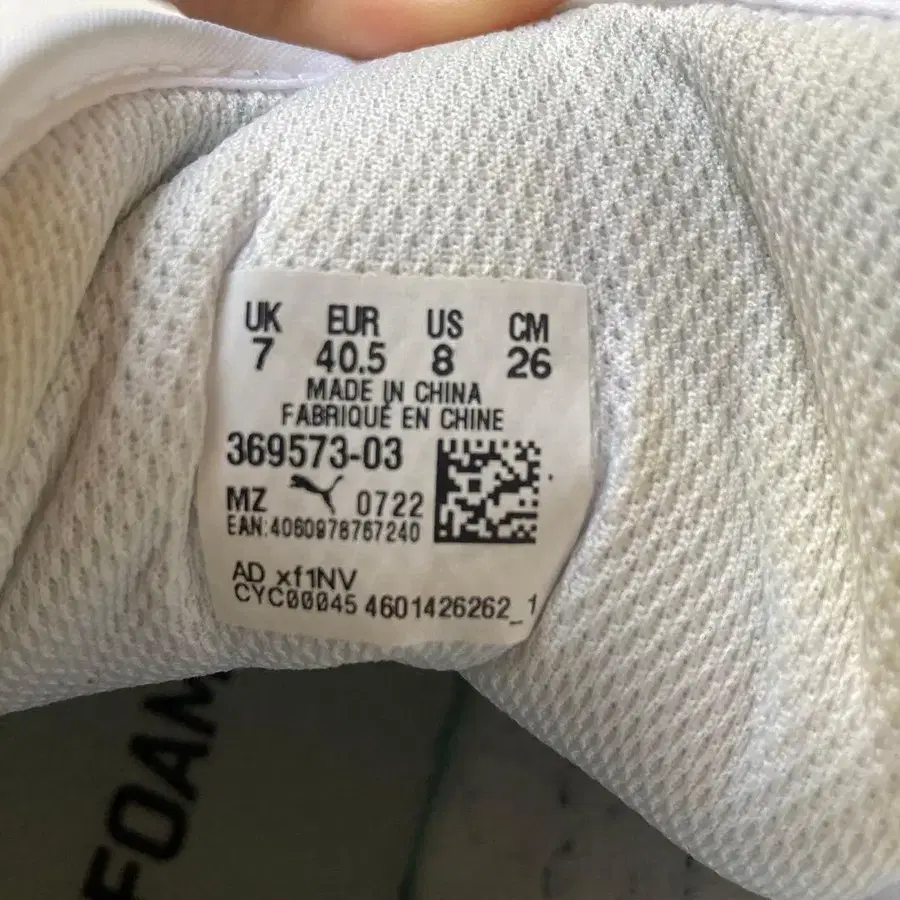 UK EUR US CM
7 40.5 8 26
MADE IN CHINA
FABRIQUÉ EN CHINE
369573-03
MZ 0722
EAN:4060978767240
AD xf1NV
CYC00045 4601426262_1
FOAM